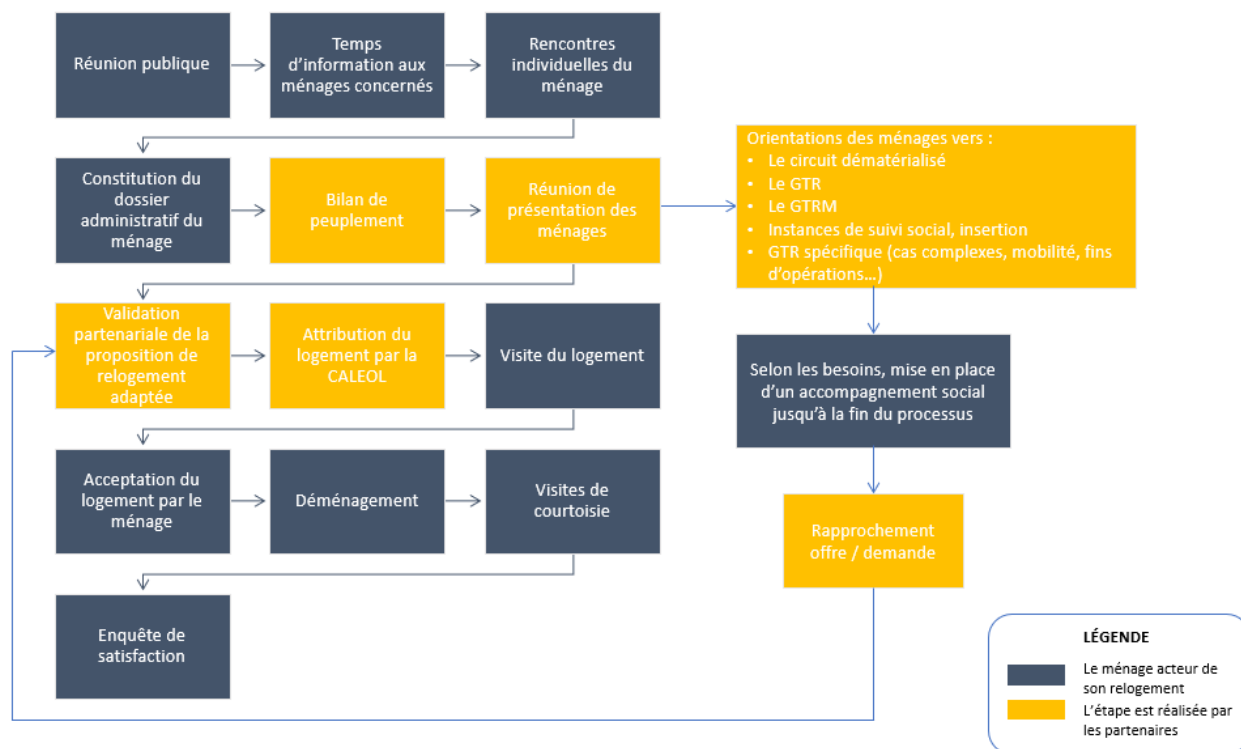 Réunion publique
Temps
d’information aux
ménages concernés
Rencontres
individuelles du
ménage
Constitution du
dossier
administratif du
ménage
Bilan de
peuplement
Réunion de
présentation des
ménages
Orientations des ménages vers :
• Le circuit dématérialisé
• Le GTR
• Le GTRM
• Instances de suivi social, insertion
• GTR spécifique (cas complexes, mobilité, fins
d’opérations…)
Validation
partenariale de la
proposition de
relogement
adaptée
Attribution du
logement par la
CALEOL
Visite du logement
Selon les besoins, mise en place
d’un accompagnement social
jusqu’à la fin du processus
Acceptation du
logement par le
ménage
Déménagement
Visites de
courtoisie
Rapprochement
offre / demande
Enquête de
satisfaction
LÉGENDE
Le ménage acteur de
son relogement
L’étape est réalisée par
les partenaires